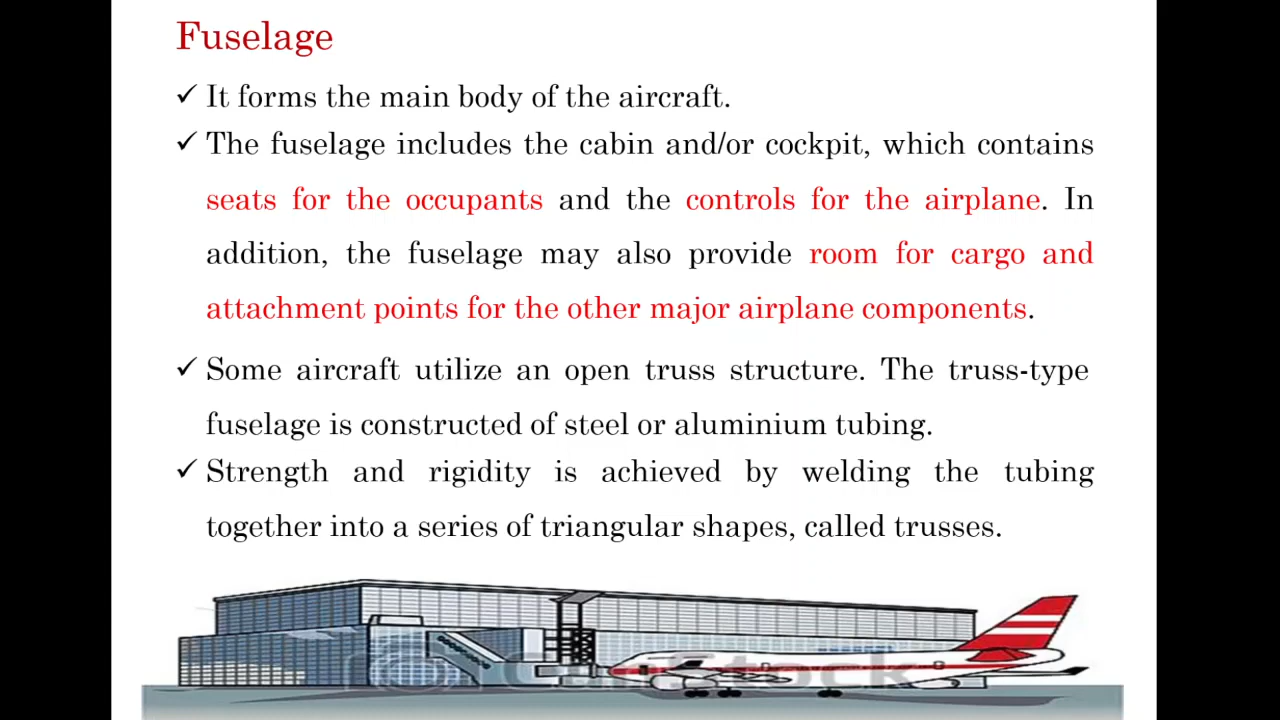 Fuselage
✓ It forms the main body of the aircraft.
✓ The fuselage includes the cabin and/or cockpit, which contains
seats for the occupants and the controls for the airplane. In
addition, the fuselage may also provide room for cargo and
attachment points for the other major airplane components.
✓ Some aircraft utilize an open truss structure. The truss-type
fuselage is constructed of steel or aluminium tubing.
✓ Strength and rigidity is achieved by welding the tubing
together into a series of triangular shapes, called trusses.
CanStock